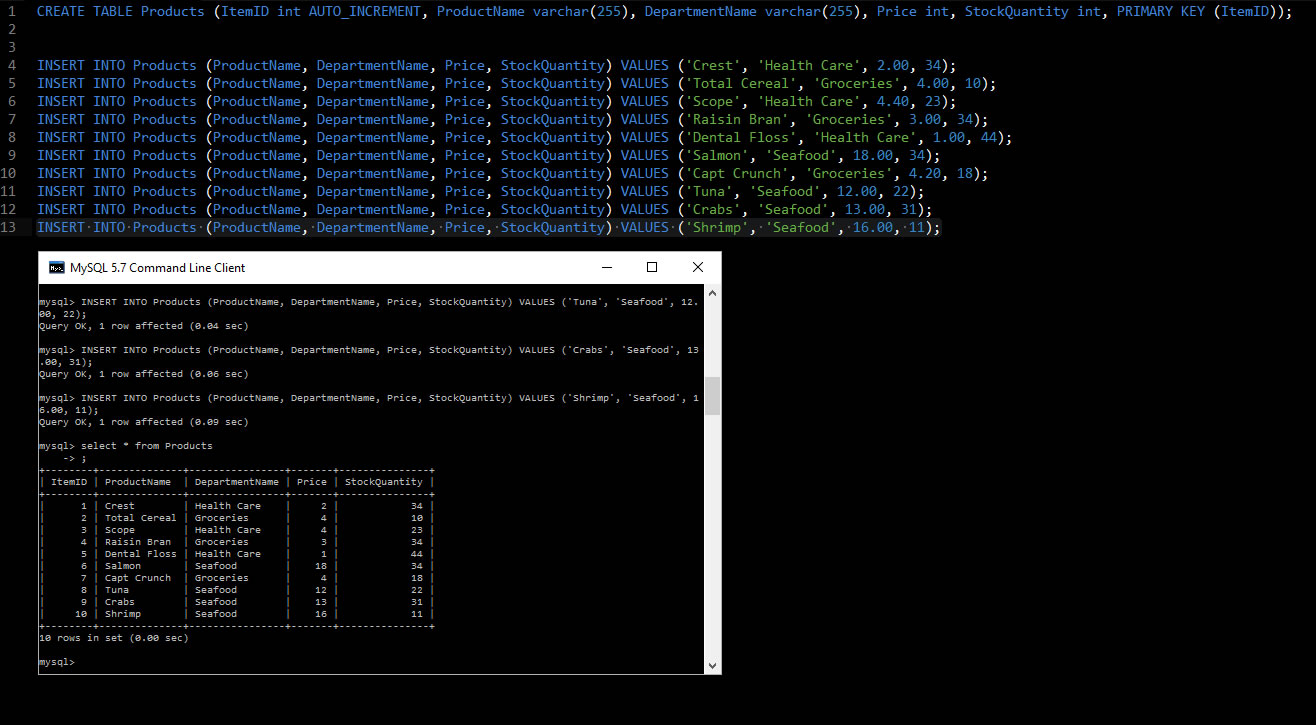 1 CREATE TABLE Products (ItemID int AUTO_INCREMENT, ProductName varchar(255), DepartmentName varchar(255), Price int, StockQuantity int, PRIMARY KEY (ItemID));
2
3
4 INSERT INTO Products (ProductName, DepartmentName, Price, StockQuantity) VALUES ('Crest', 'Health Care', 2.00, 34);
5 INSERT INTO Products (ProductName, DepartmentName, Price, StockQuantity) VALUES ('Total Cereal', 'Groceries', 4.00, 10);
6 INSERT INTO Products (ProductName, DepartmentName, Price, StockQuantity) VALUES ('Scope', 'Health Care', 4.40, 23);
7 INSERT INTO Products (ProductName, DepartmentName, Price, StockQuantity) VALUES ('Raisin Bran', 'Groceries', 3.00, 34);
8 INSERT INTO Products (ProductName, DepartmentName, Price, StockQuantity) VALUES ('Dental Floss', 'Health Care', 1.00, 44);
9 INSERT INTO Products (ProductName, DepartmentName, Price, StockQuantity) VALUES ('Salmon', 'Seafood', 18.00, 34);
10 INSERT INTO Products (ProductName, DepartmentName, Price, StockQuantity) VALUES ('Capt Crunch', 'Groceries', 4.20, 18);
11 INSERT INTO Products (ProductName, DepartmentName, Price, StockQuantity) VALUES ('Tuna', 'Seafood', 12.00, 22);
12 INSERT INTO Products (ProductName, DepartmentName, Price, StockQuantity) VALUES ('Crabs', 'Seafood', 13.00, 31);
13 INSERT INTO Products (ProductName, DepartmentName, Price, StockQuantity) VALUES ('Shrimp', 'Seafood', 16.00, 11);
MySQL 5.7 Command Line Client
mysql> INSERT INTO Products (ProductName, DepartmentName, Price, StockQuantity) VALUES ('Tuna', 'Seafood', 12.
00, 22);
Query OK, 1 row affected (0.04 sec)
mysql> INSERT INTO Products (ProductName, DepartmentName, Price, StockQuantity) VALUES ('Crabs', 'Seafood', 13
.00, 31);
Query OK, 1 row affected (0.06 sec)
mysql> INSERT INTO Products (ProductName, DepartmentName, Price, StockQuantity) VALUES ('Shrimp', 'Seafood', 1
6.00, 11);
Query OK, 1 row affected (0.09 sec)
mysql> select * from Products
    -> ;
+--------+--------------+----------------+-------+---------------+
| ItemID | ProductName  | DepartmentName | Price | StockQuantity |
+--------+--------------+----------------+-------+---------------+
|      1 | Crest        | Health Care    |     2 |            34 |
|      2 | Total Cereal | Groceries      |     4 |            10 |
|      3 | Scope        | Health Care    |     4 |            23 |
|      4 | Raisin Bran  | Groceries      |     3 |            34 |
|      5 | Dental Floss | Health Care    |     1 |            44 |
|      6 | Salmon       | Seafood        |    18 |            34 |
|      7 | Capt Crunch  | Groceries      |     4 |            18 |
|      8 | Tuna         | Seafood        |    12 |            22 |
|      9 | Crabs        | Seafood        |    13 |            31 |
|     10 | Shrimp       | Seafood        |    16 |            11 |
+--------+--------------+----------------+-------+---------------+
10 rows in set (0.00 sec)
mysql>